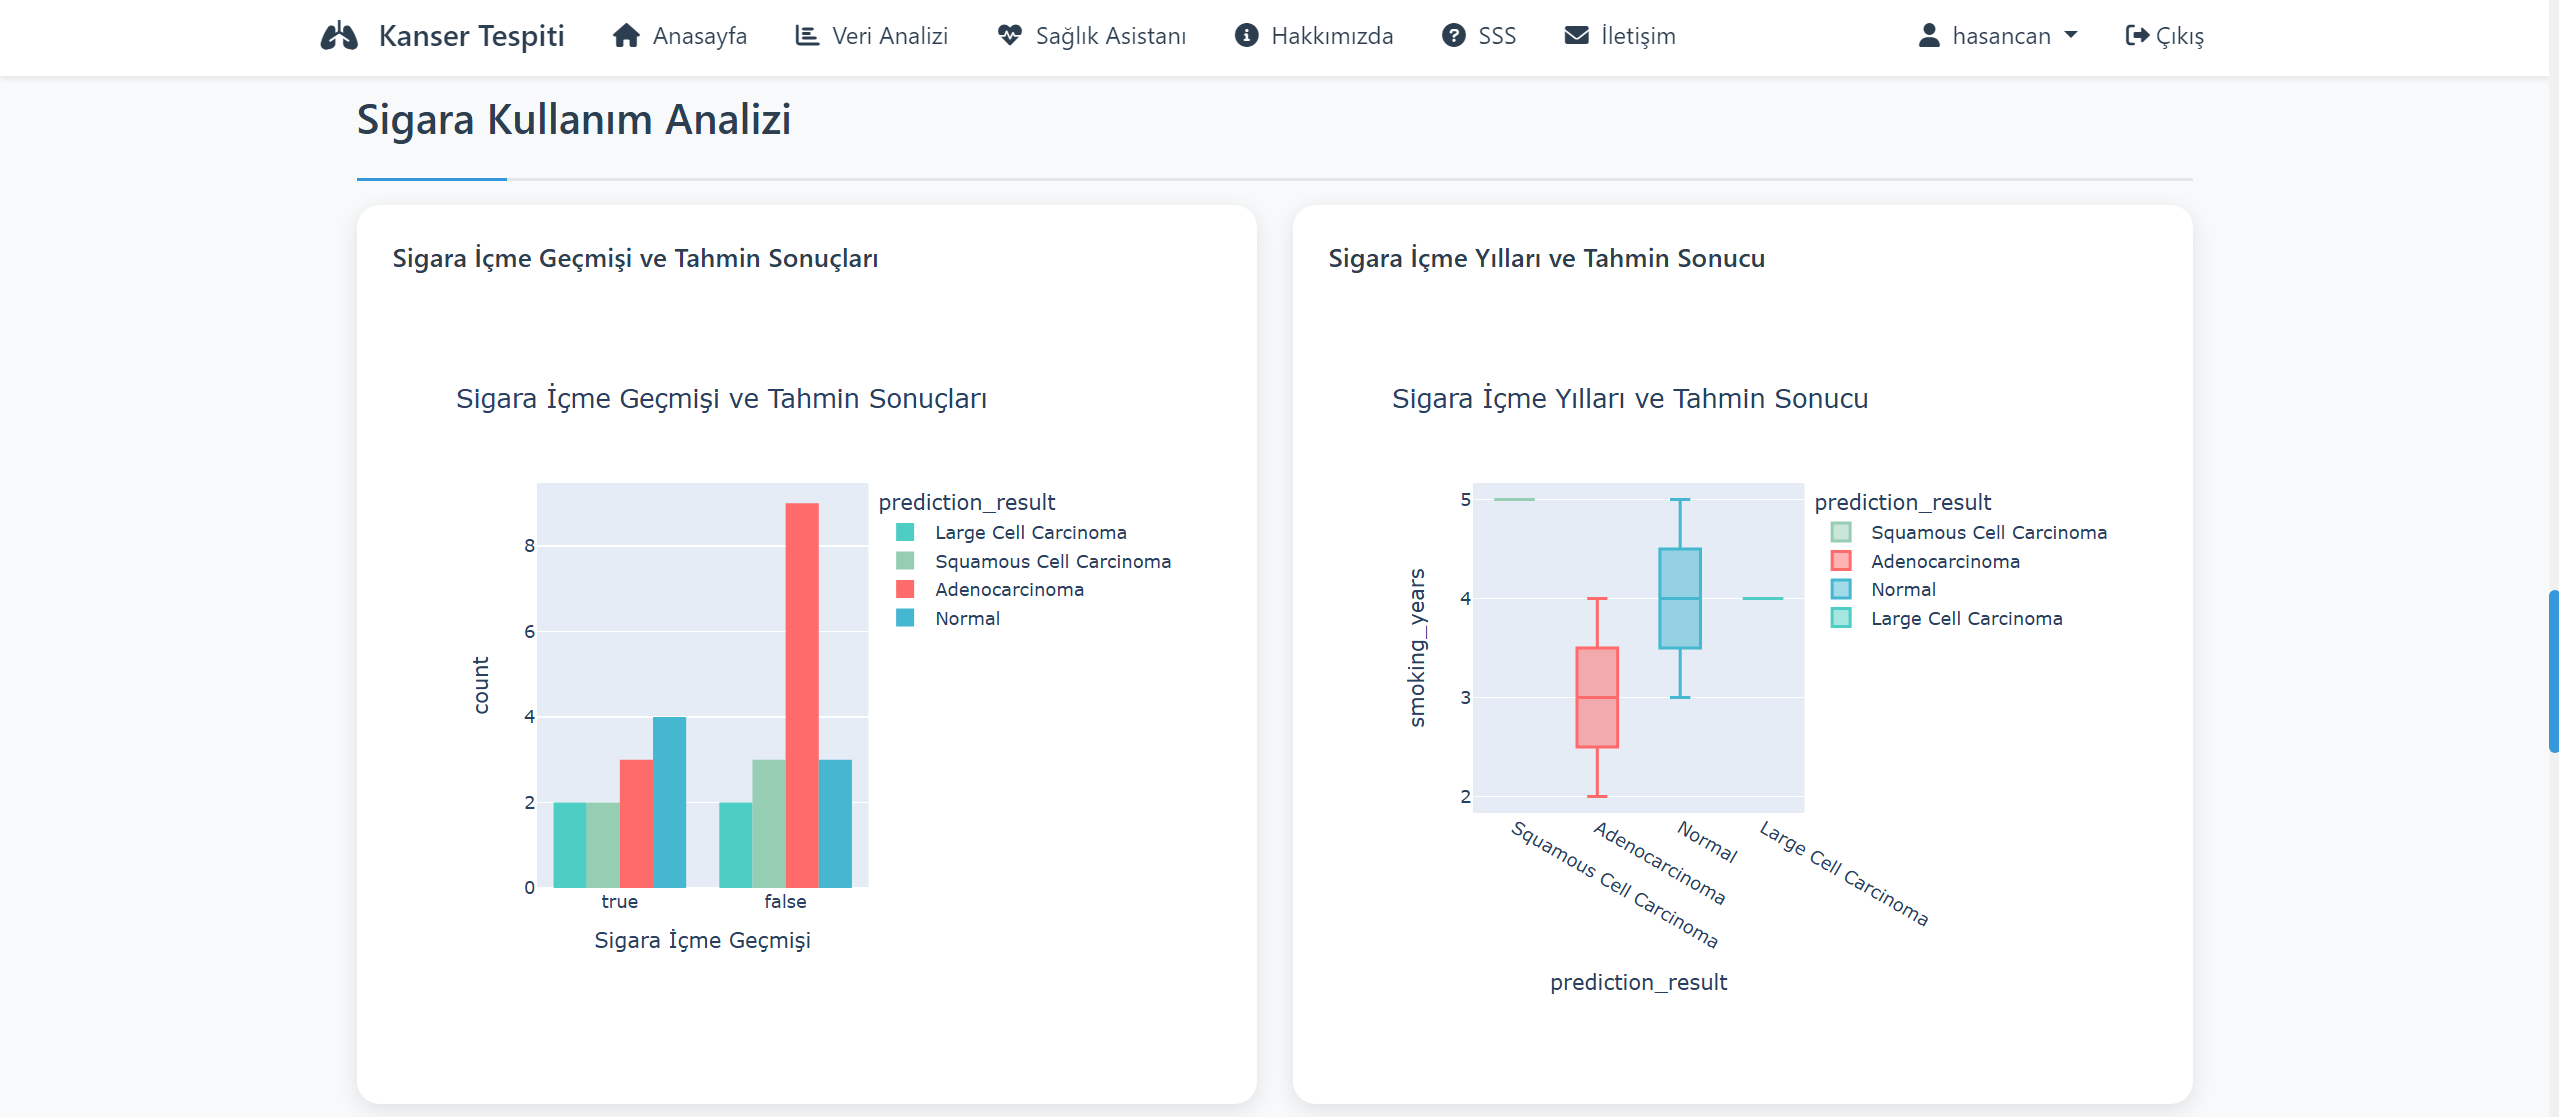 Kanser Tespiti Anasayfa Veri Analizi Sağlık Asistanı Hakkımızda SSS İletişim hasancan Çıkış
Sigara Kullanım Analizi
Sigara İçme Geçmişi ve Tahmin Sonuçları
Sigara İçme Geçmişi ve Tahmin Sonuçları
prediction_result
Large Cell Carcinoma
Squamous Cell Carcinoma
Adenocarcinoma
Normal
8
6
4
2
0
count
true false
Sigara İçme Geçmişi
Sigara İçme Yılları ve Tahmin Sonucu
Sigara İçme Yılları ve Tahmin Sonucu
prediction_result
Squamous Cell Carcinoma
Adenocarcinoma
Normal
Large Cell Carcinoma
5
4
3
2
smoking_years
Squamous Cell Carcinoma
Adenocarcinoma
Normal
Large Cell Carcinoma
prediction_result